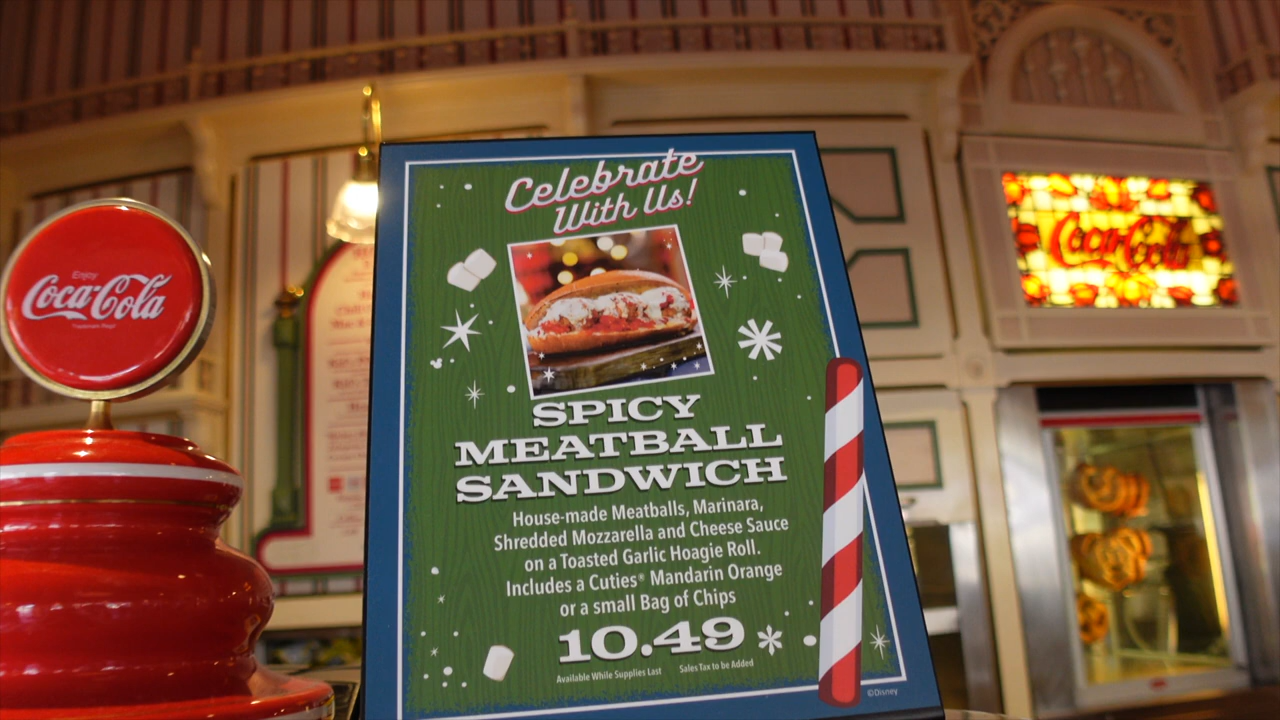 Celebrate
With Us!
SPICY
MEATBALL
SANDWICH
House-made Meatballs, Marinara,
Shredded Mozzarella and Cheese Sauce
on a Toasted Garlic Hoagie Roll.
Includes a Cuties® Mandarin Orange
or a small Bag of Chips
10.49
Available While Supplies Last Sales Tax to be Added
©Disney
Enjoy
Coca-Cola
Coca-Cola